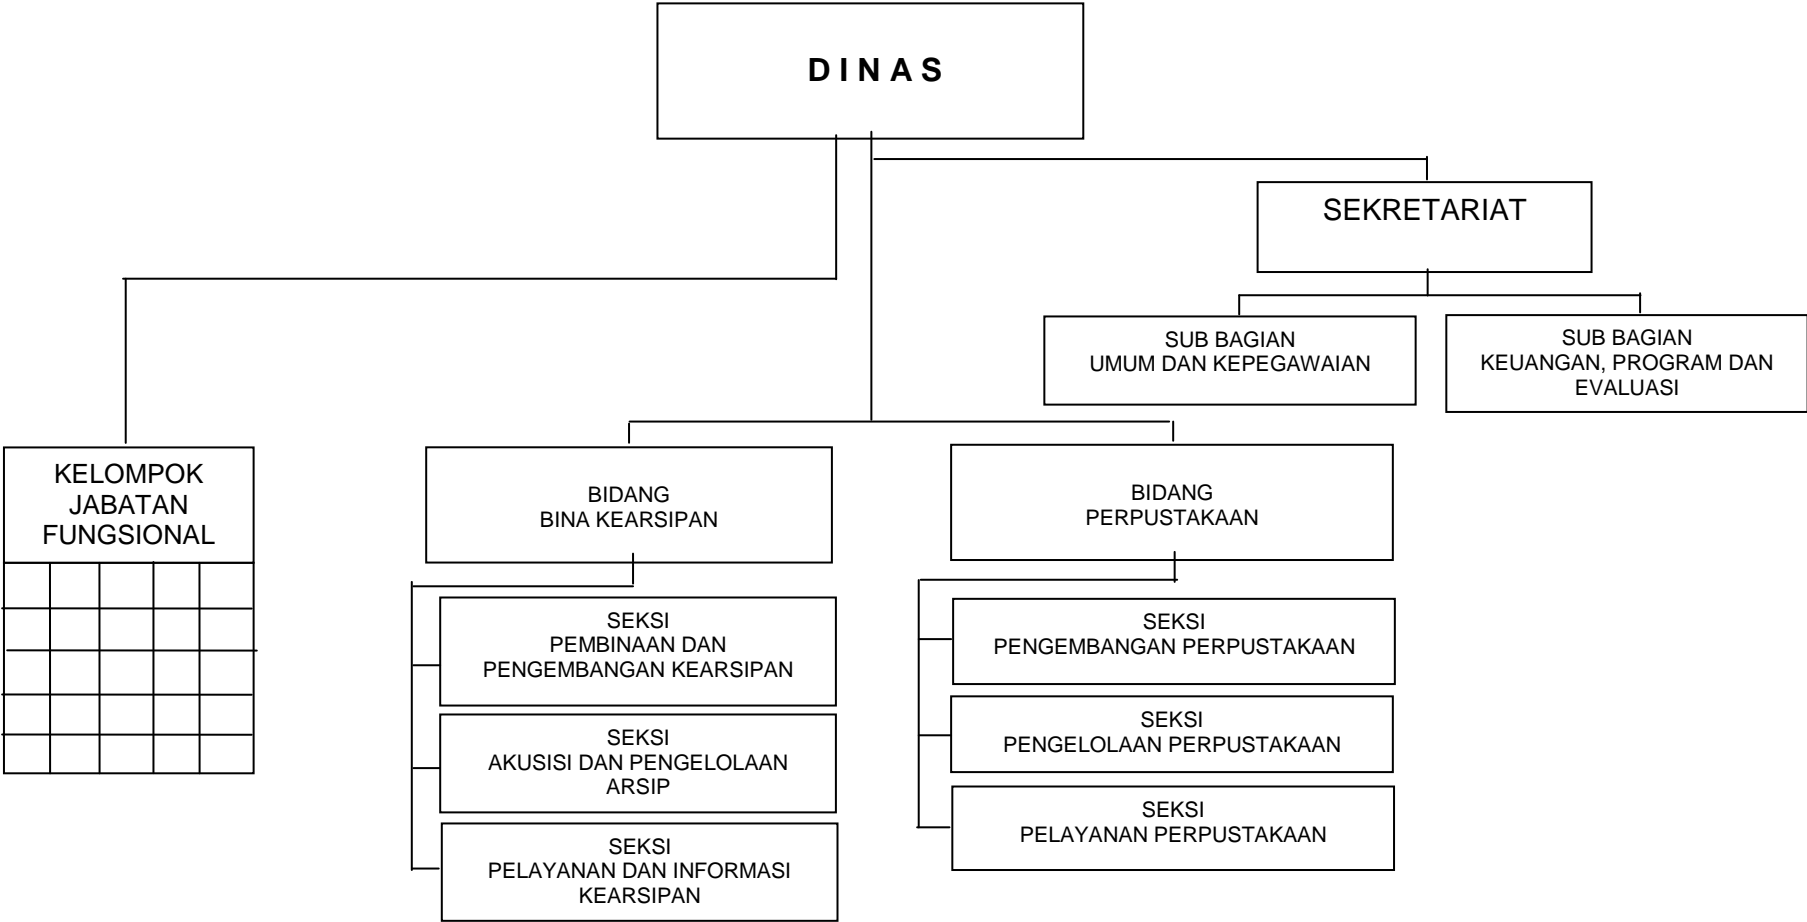 D I N A S
SEKRETARIAT
SUB BAGIAN
UMUM DAN KEPEGAWAIAN
SUB BAGIAN
KEUANGAN, PROGRAM DAN
EVALUASI
KELOMPOK
JABATAN
FUNGSIONAL
BIDANG
BINA KEARSIPAN
BIDANG
PERPUSTAKAAN
SEKSI
PEMBINAAN DAN
PENGEMBANGAN KEARSIPAN
SEKSI
AKUSISI DAN PENGELOLAAN
ARSIP
SEKSI
PELAYANAN DAN INFORMASI
KEARSIPAN
SEKSI
PENGEMBANGAN PERPUSTAKAAN
SEKSI
PENGELOLAAN PERPUSTAKAAN
SEKSI
PELAYANAN PERPUSTAKAAN